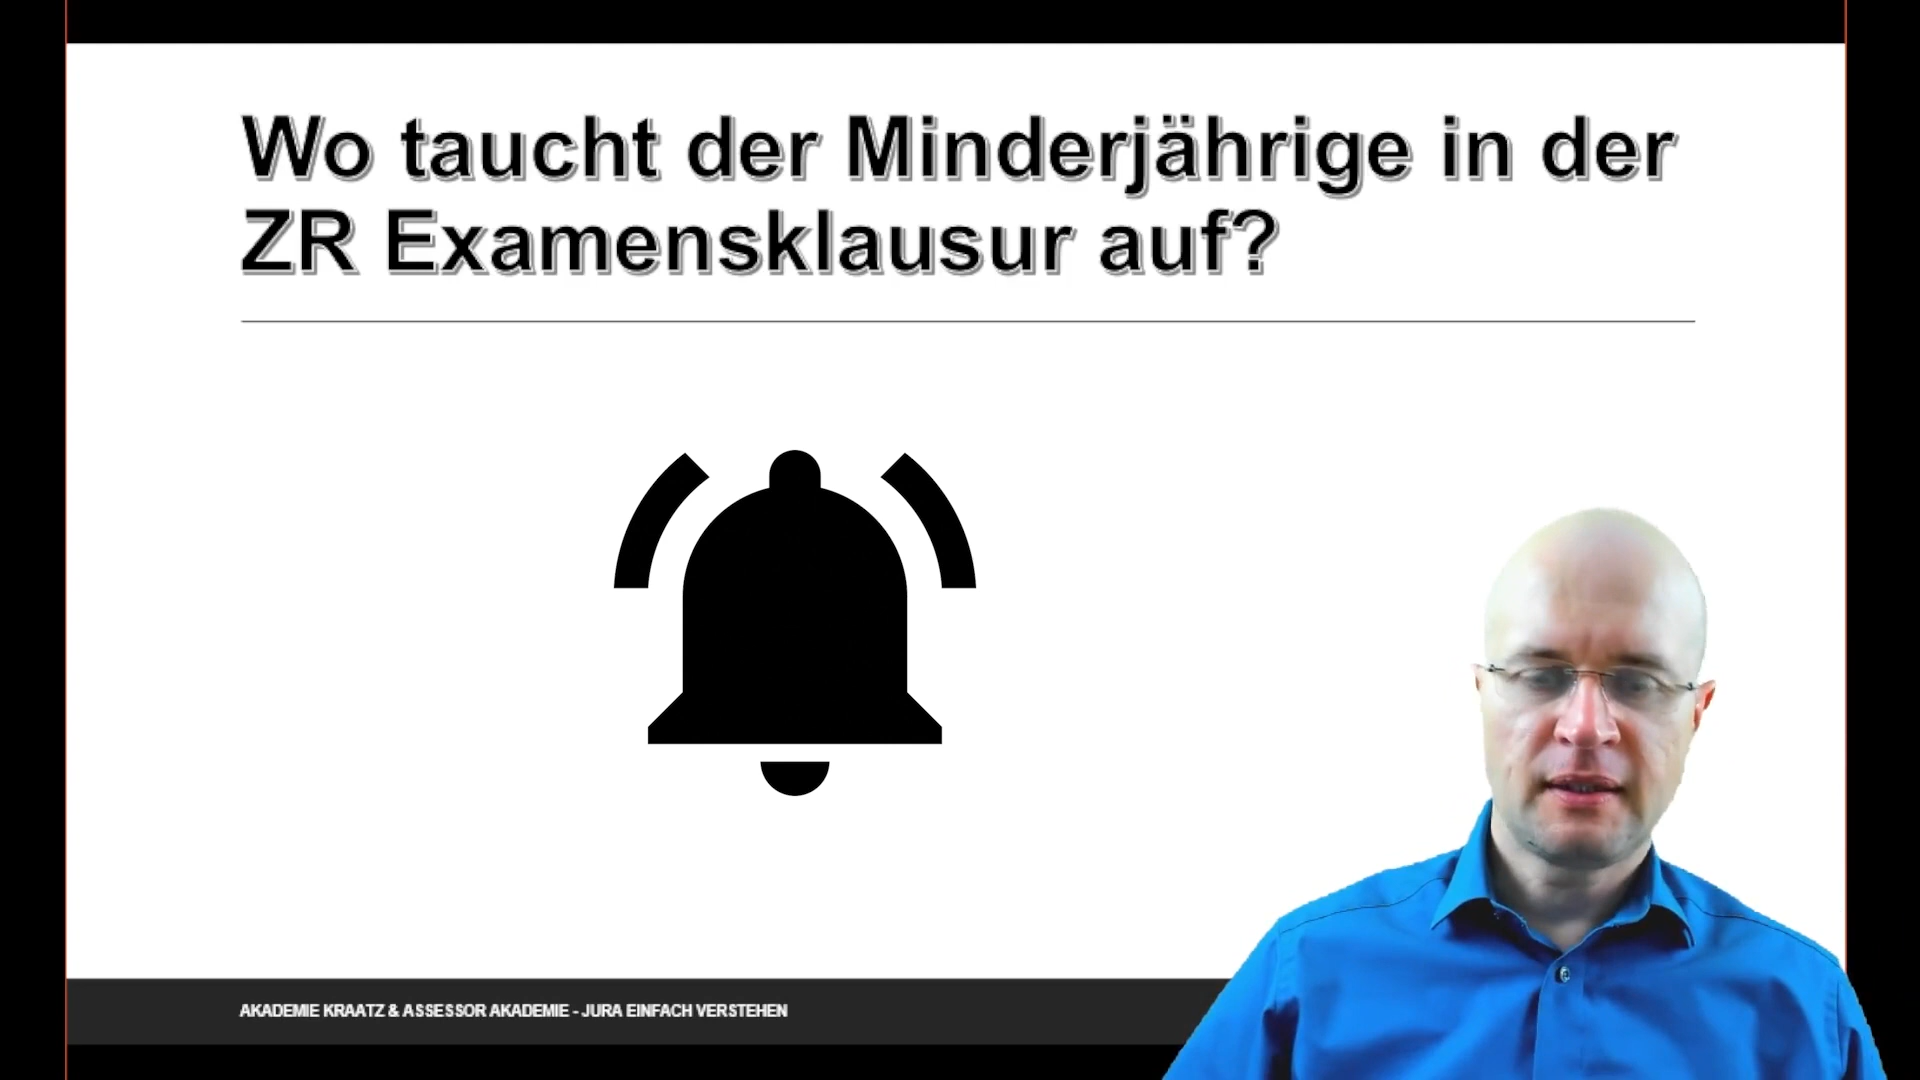 Wo taucht der Minderjährige in der
ZR Examensklausur auf?
AKADEMIE KRAATZ & ASSESSOR AKADEMIE - JURA EINFACH VERSTEHEN